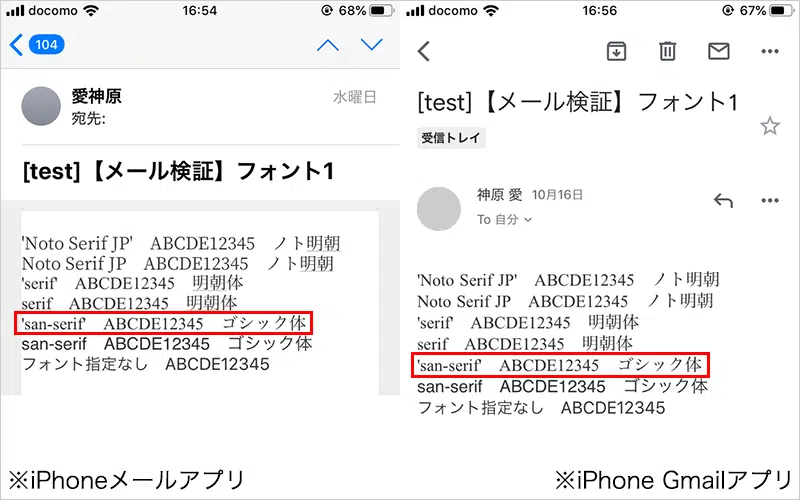 docomo 16:54 68%
104
愛神原 水曜日
宛先:
[test]【メール検証】フォント1
'Noto Serif JP' ABCDE12345 ノト明朝
Noto Serif JP ABCDE12345 ノト明朝
'serif' ABCDE12345 明朝体
serif ABCDE12345 明朝体
'san-serif' ABCDE12345 ゴシック体
san-serif ABCDE12345 ゴシック体
フォント指定なし ABCDE12345
※iPhoneメールアプリ
docomo 16:56 67%
[test]【メール検証】フォント1
受信トレイ
神原 愛 10月16日
To 自分
'Noto Serif JP' ABCDE12345 ノト明朝
Noto Serif JP ABCDE12345 ノト明朝
'serif' ABCDE12345 明朝体
serif ABCDE12345 明朝体
'san-serif' ABCDE12345 ゴシック体
san-serif ABCDE12345 ゴシック体
フォント指定なし ABCDE12345
※iPhone Gmailアプリ